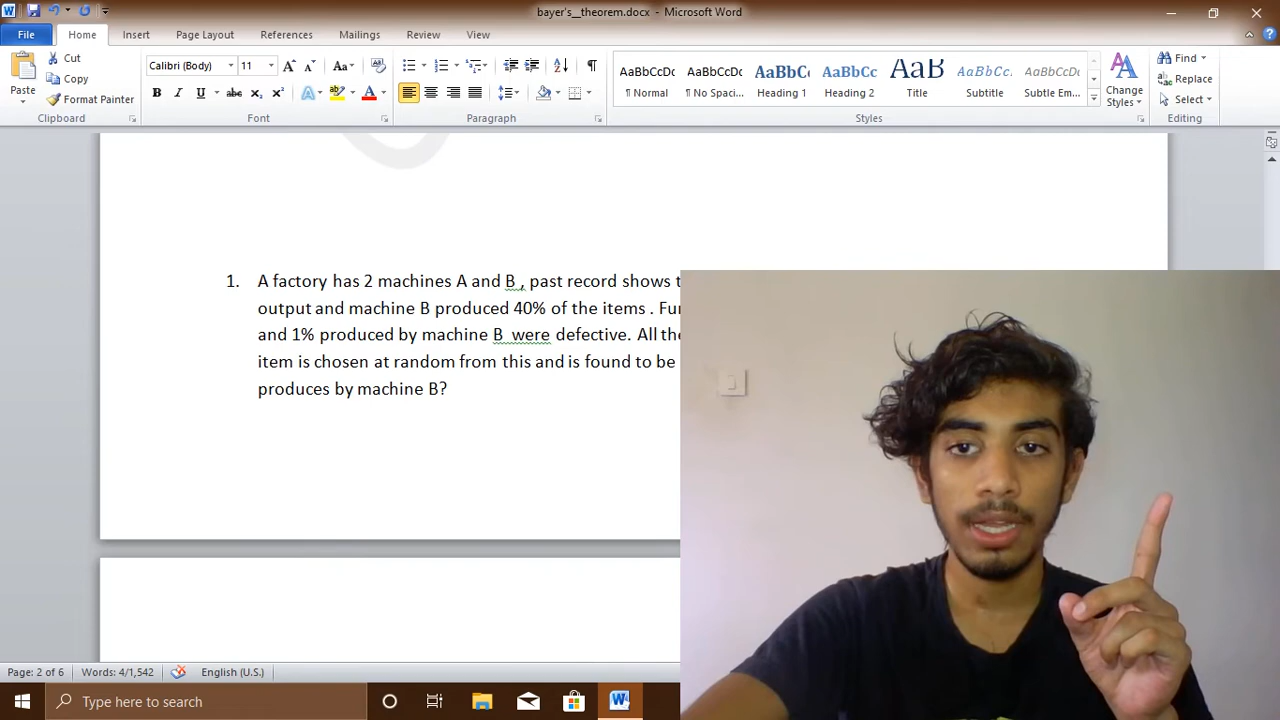 bayer's__theorem.docx - Microsoft Word
File Home Insert Page Layout References Mailings Review View
Paste Cut Copy Format Painter
Calibri (Body) 11
AaBbCcDc AaBbCcDc AaBbC AaBbCc AaB AaBbCcL AaBbCcDc
¶ Normal ¶ No Spaci... Heading 1 Heading 2 Title Subtitle Subtle Em...
Change Styles
Find Replace Select
Clipboard Font Paragraph Styles Editing
1. A factory has 2 machines A and B , past record shows
output and machine B produced 40% of the items .
and 1% produced by machine B were defective. All
item is chosen at random from this and is found to be
produces by machine B?
Page: 2 of 6 Words: 4/1,542 English (U.S.)
Type here to search